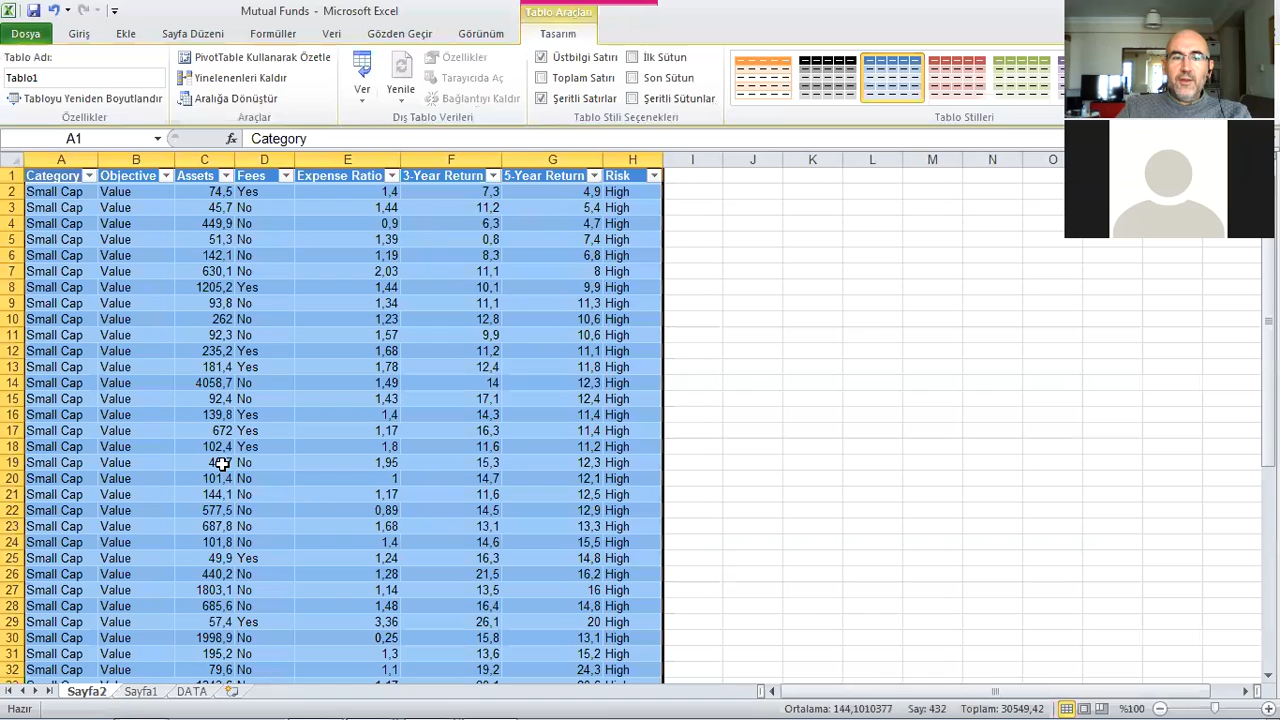 Mutual Funds - Microsoft Excel
Tablo Araçları
Dosya Giriş Ekle Sayfa Düzeni Formüller Veri Gözden Geçir Görünüm Tasarım
Tablo Adı:
Tablo1
Tabloyu Yeniden Boyutlandır
Özellikler
PivotTable Kullanarak Özetle
Yinelenenleri Kaldır
Aralığa Dönüştür
Araçlar
Ver
Yenile
Özellikler
Tarayıcıda Aç
Bağlantıyı Kaldır
Dış Tablo Verileri
Üstbilgi Satırı İlk Sütun
Toplam Satırı Son Sütun
Şeritli Satırlar Şeritli Sütunlar
Tablo Stili Seçenekleri
Tablo Stilleri
A1 fx Category
A B C D E F G H I J K L M N O
1 Category Objective Assets Fees Expense Ratio 3-Year Return 5-Year Return Risk
2 Small Cap Value 74,5 Yes 1,4 7,3 4,9 High
3 Small Cap Value 45,7 No 1,44 11,2 5,4 High
4 Small Cap Value 449,9 No 0,9 6,3 4,7 High
5 Small Cap Value 51,3 No 1,39 0,8 7,4 High
6 Small Cap Value 142,1 No 1,19 8,3 6,8 High
7 Small Cap Value 630,1 No 2,03 11,1 8 High
8 Small Cap Value 1205,2 Yes 1,44 10,1 9,9 High
9 Small Cap Value 93,8 No 1,34 11,1 11,3 High
10 Small Cap Value 262 No 1,23 12,8 10,6 High
11 Small Cap Value 92,3 No 1,57 9,9 10,6 High
12 Small Cap Value 235,2 Yes 1,68 11,2 11,1 High
13 Small Cap Value 181,4 Yes 1,78 12,4 11,8 High
14 Small Cap Value 4058,7 No 1,49 14 12,3 High
15 Small Cap Value 92,4 No 1,43 17,1 12,4 High
16 Small Cap Value 139,8 Yes 1,4 14,3 11,4 High
17 Small Cap Value 672 Yes 1,17 16,3 11,4 High
18 Small Cap Value 102,4 Yes 1,8 11,6 11,2 High
19 Small Cap Value No 1,95 15,3 12,3 High
20 Small Cap Value 101,4 No 1 14,7 12,1 High
21 Small Cap Value 144,1 No 1,17 11,6 12,5 High
22 Small Cap Value 577,5 No 0,89 14,5 12,9 High
23 Small Cap Value 687,8 No 1,68 13,1 13,3 High
24 Small Cap Value 101,8 No 1,4 14,6 15,5 High
25 Small Cap Value 49,9 Yes 1,24 16,3 14,8 High
26 Small Cap Value 440,2 No 1,28 21,5 16,2 High
27 Small Cap Value 1803,1 No 1,14 13,5 16 High
28 Small Cap Value 685,6 No 1,48 16,4 14,8 High
29 Small Cap Value 57,4 Yes 3,36 26,1 20 High
30 Small Cap Value 1998,9 No 0,25 15,8 13,1 High
31 Small Cap Value 195,2 No 1,3 13,6 15,2 High
32 Small Cap Value 79,6 No 1,1 19,2 24,3 High
Sayfa2 Sayfa1 DATA
Hazır Ortalama: 144,1010377 Say: 432 Toplam: 30549,42 %100